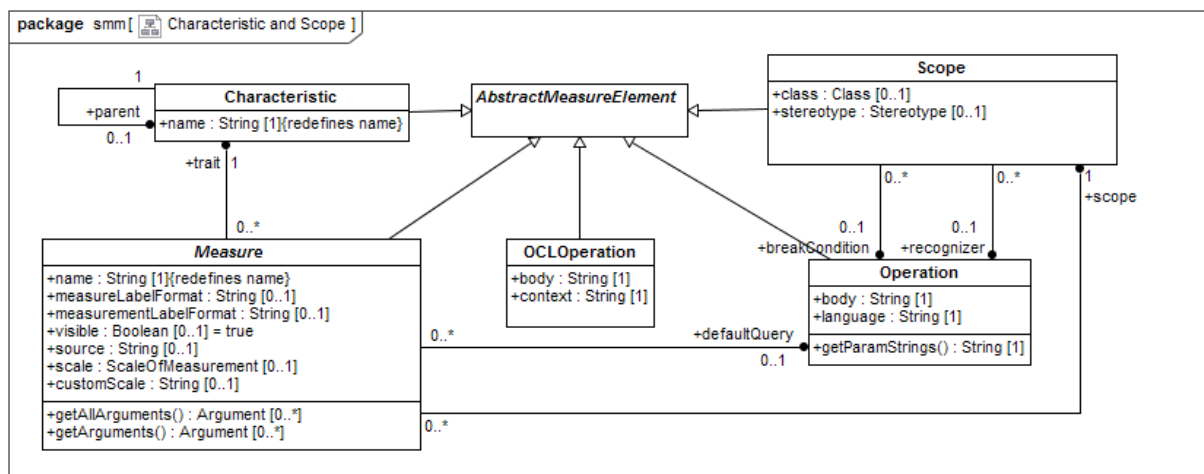 package smm[ Characteristic and Scope ]
1
+parent
0..1
Characteristic
+name : String [1]{redefines name}
AbstractMeasureElement
Scope
+class : Class [0..1]
+stereotype : Stereotype [0..1]
+trait 1
0..*
0..*
0..*
1
+scope
0..1
+breakCondition
0..1
+recognizer
Measure
+name : String [1]{redefines name}
+measureLabelFormat : String [0..1]
+measurementLabelFormat : String [0..1]
+visible : Boolean [0..1] = true
+source : String [0..1]
+scale : ScaleOfMeasurement [0..1]
+customScale : String [0..1]
+getAllArguments() : Argument [0..*]
+getArguments() : Argument [0..*]
OCLOperation
+body : String [1]
+context : String [1]
Operation
+body : String [1]
+language : String [1]
+getParamStrings() : String [1]
0..*
+defaultQuery
0..1
0..*